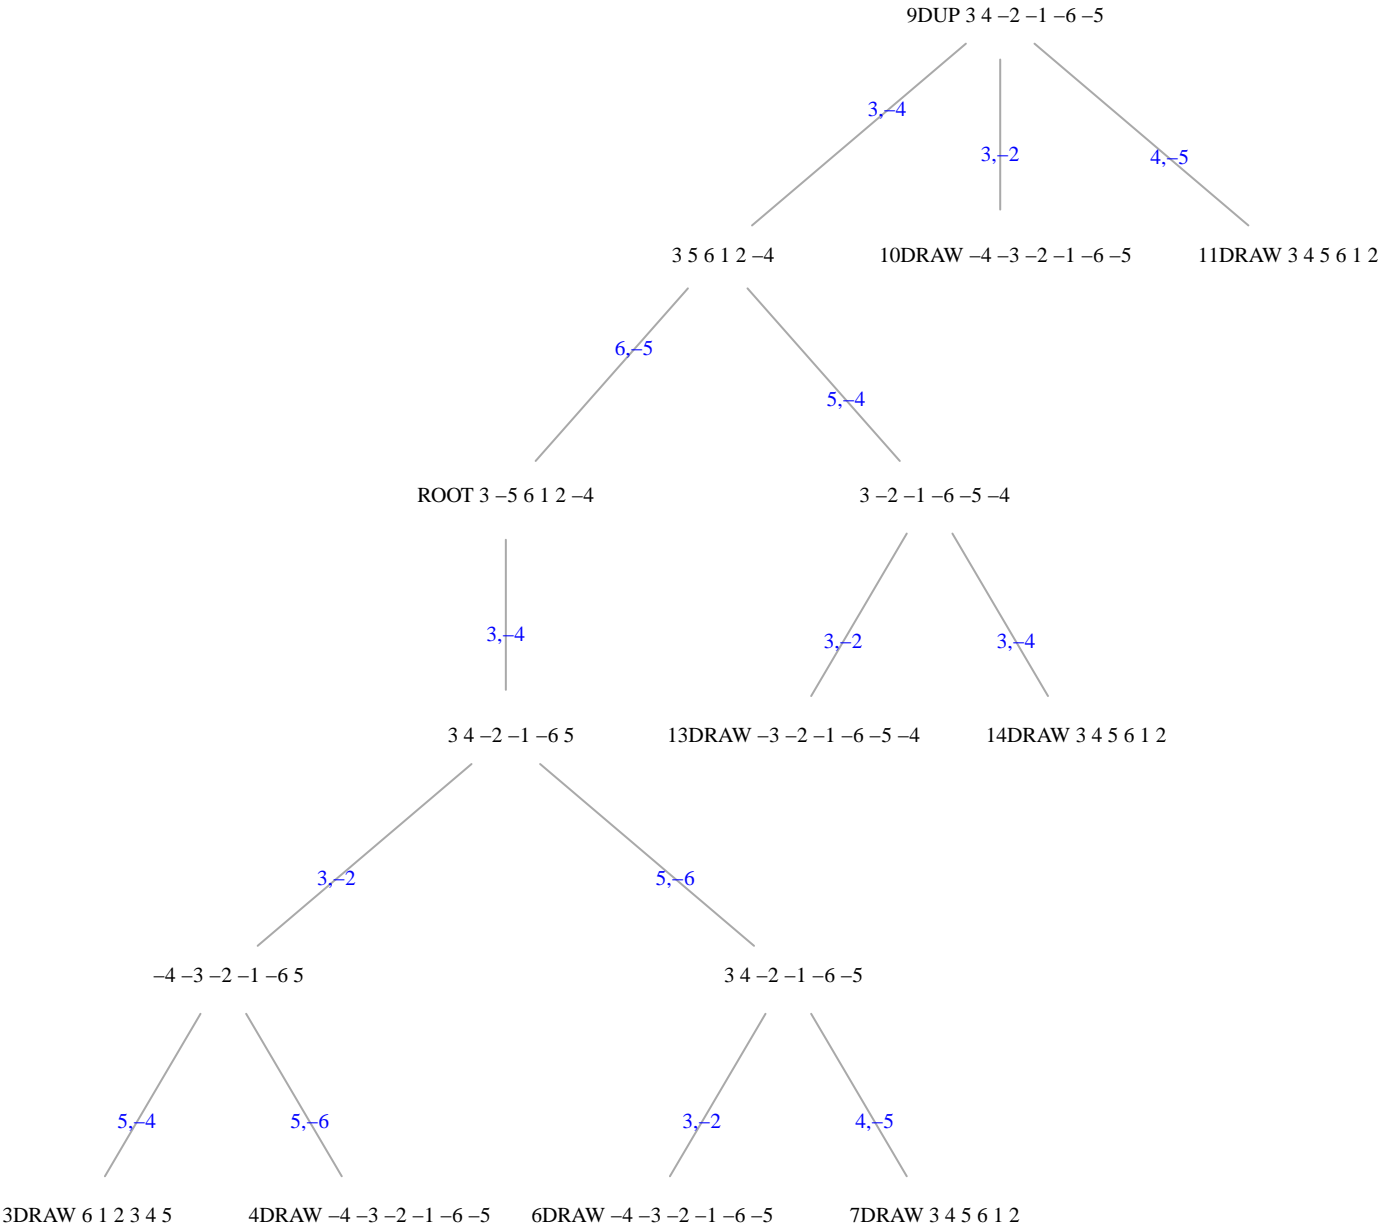 9DUP 3 4 −2 −1 −6 −5
3,−4
3,−2
4,−5
3 5 6 1 2 −4
10DRAW −4 −3 −2 −1 −6 −5
11DRAW 3 4 5 6 1 2
6,−5
5,−4
ROOT 3 −5 6 1 2 −4
3 −2 −1 −6 −5 −4
3,−4
3,−2
3,−4
3 4 −2 −1 −6 5
13DRAW −3 −2 −1 −6 −5 −4
14DRAW 3 4 5 6 1 2
3,−2
5,−6
−4 −3 −2 −1 −6 5
3 4 −2 −1 −6 −5
5,−4
5,−6
3,−2
4,−5
3DRAW 6 1 2 3 4 5
4DRAW −4 −3 −2 −1 −6 −5
6DRAW −4 −3 −2 −1 −6 −5
7DRAW 3 4 5 6 1 2